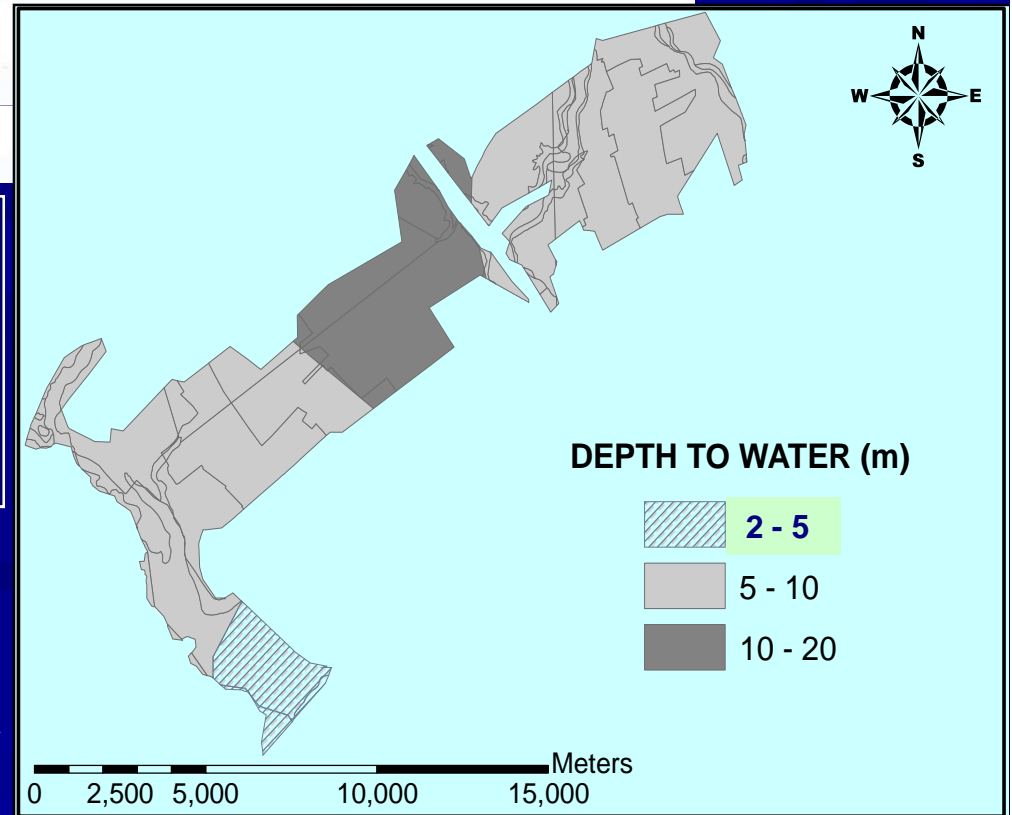 N
W E
S
DEPTH TO WATER (m)
2 - 5
5 - 10
10 - 20
Meters
0 2,500 5,000 10,000 15,000